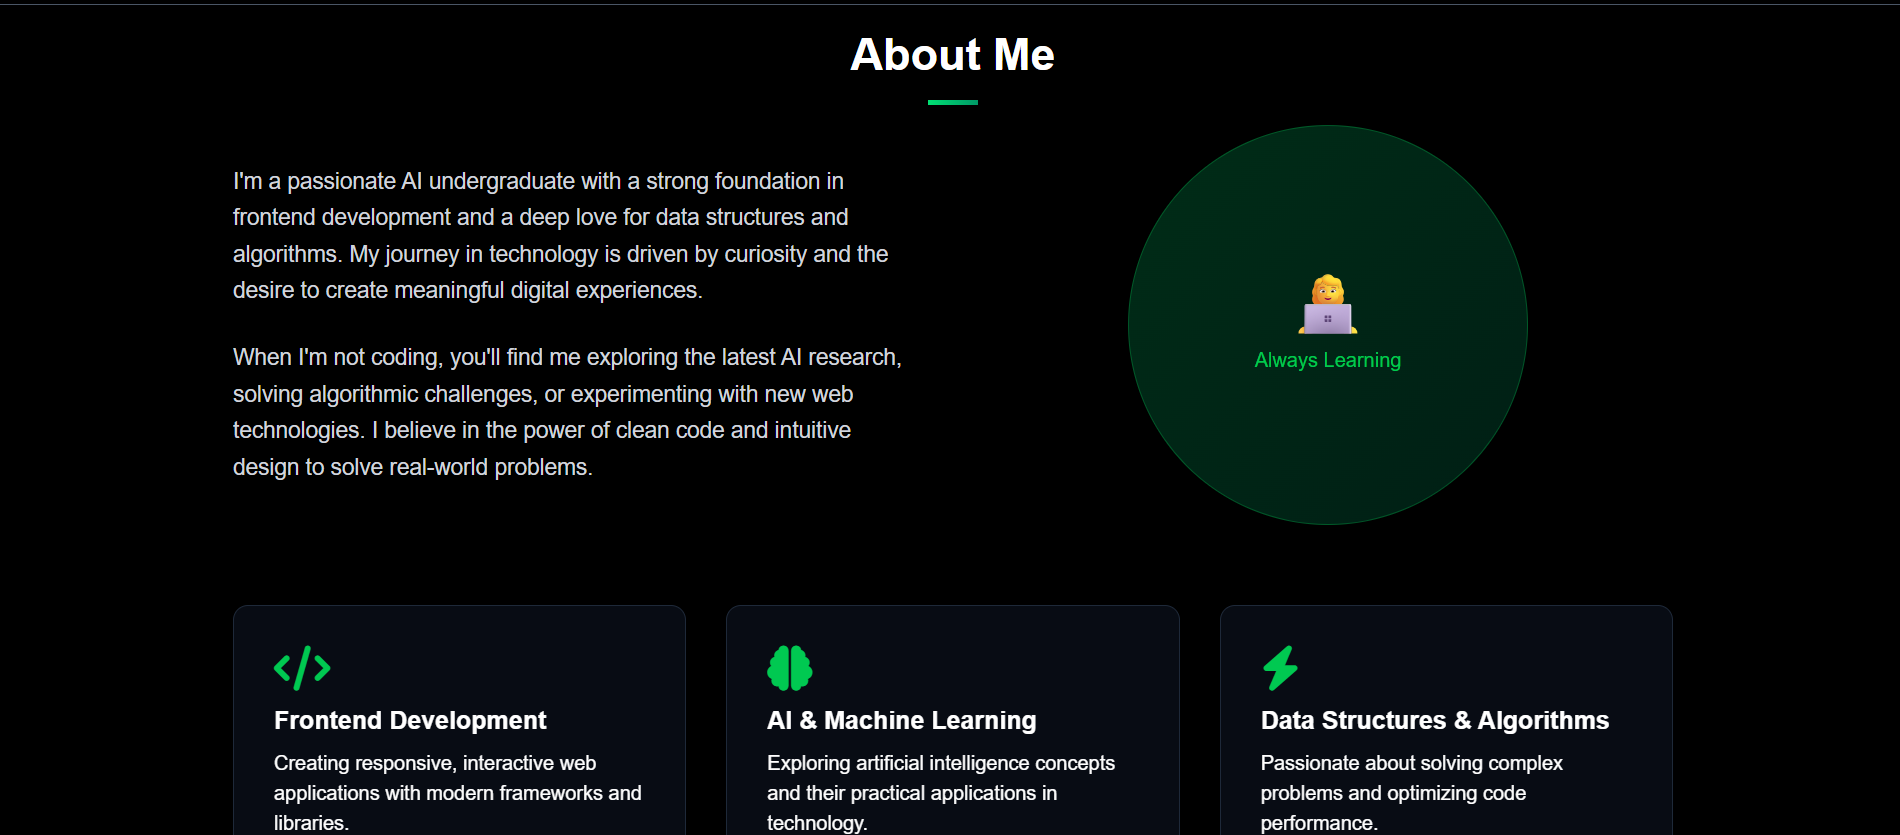 About Me
I'm a passionate AI undergraduate with a strong foundation in
frontend development and a deep love for data structures and
algorithms. My journey in technology is driven by curiosity and the
desire to create meaningful digital experiences.
When I'm not coding, you'll find me exploring the latest AI research,
solving algorithmic challenges, or experimenting with new web
technologies. I believe in the power of clean code and intuitive
design to solve real-world problems.
Always Learning
Frontend Development
Creating responsive, interactive web
applications with modern frameworks and
libraries.
AI & Machine Learning
Exploring artificial intelligence concepts
and their practical applications in
technology.
Data Structures & Algorithms
Passionate about solving complex
problems and optimizing code
performance.